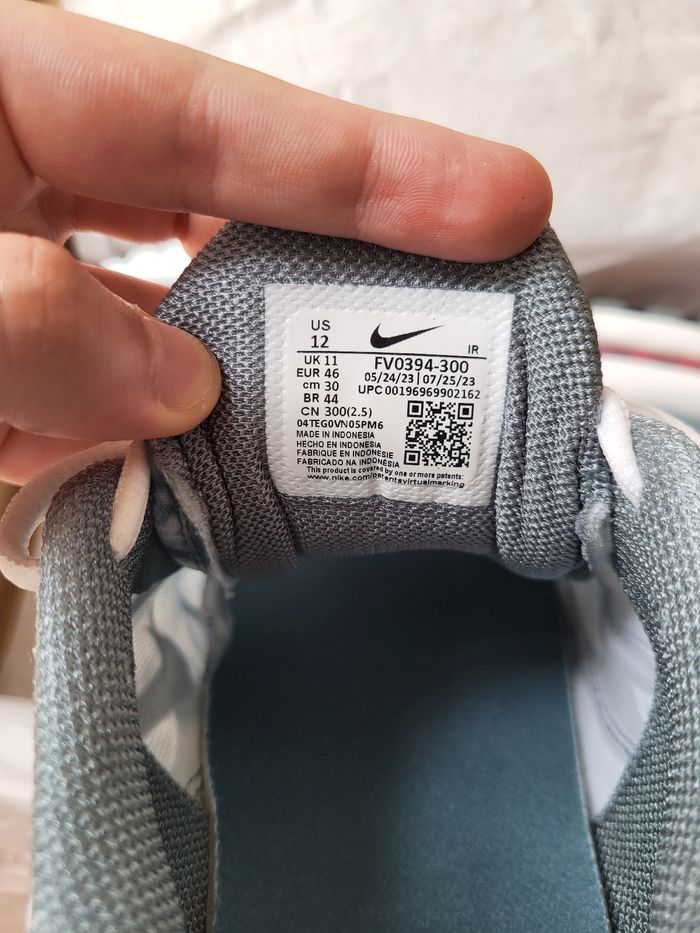 US
12
IR
UK 11
FV0394-300
EUR 46
05/24/23 | 07/25/23
cm 30
UPC 00196969902162
BR 44
CN 300(2.5)
04TEG0VN05PM6
MADE IN INDONESIA
HECHO EN INDONESIA
FABRIQUE EN INDONESIE
FABRICADO NA INDONÉSIA
This product is covered by one or more patents:
www.nike.com/patentsvirtualmarking